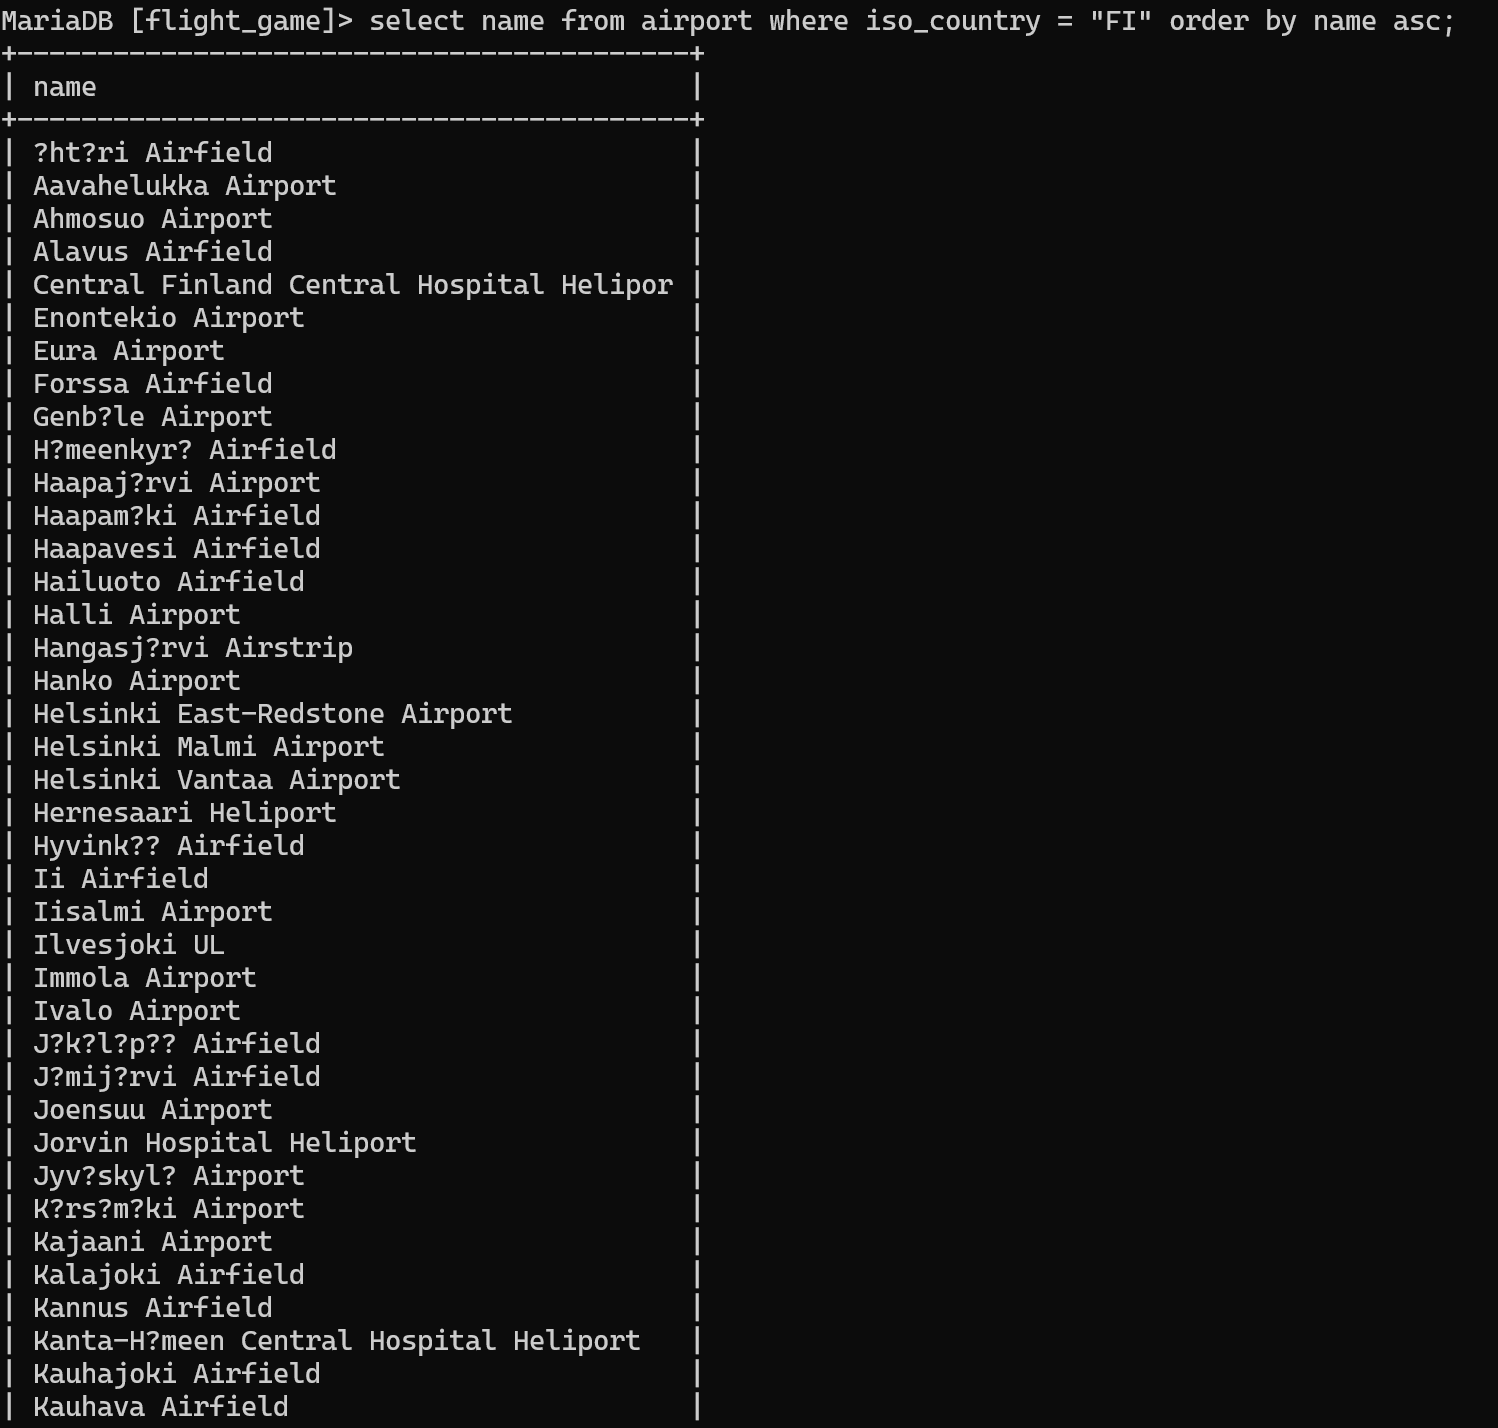 MariaDB [flight_game]> select name from airport where iso_country = "FI" order by name asc;
+------------------------------------------+
| name                                     |
+------------------------------------------+
| ?ht?ri Airfield                          |
| Aavahelukka Airport                      |
| Ahmosuo Airport                          |
| Alavus Airfield                          |
| Central Finland Central Hospital Helipor |
| Enontekio Airport                        |
| Eura Airport                             |
| Forssa Airfield                          |
| Genb?le Airport                          |
| H?meenkyr? Airfield                      |
| Haapaj?rvi Airport                       |
| Haapam?ki Airfield                       |
| Haapavesi Airfield                       |
| Hailuoto Airfield                        |
| Halli Airport                            |
| Hangasj?rvi Airstrip                     |
| Hanko Airport                            |
| Helsinki East-Redstone Airport           |
| Helsinki Malmi Airport                   |
| Helsinki Vantaa Airport                  |
| Hernesaari Heliport                      |
| Hyvink?? Airfield                        |
| Ii Airfield                              |
| Iisalmi Airport                          |
| Ilvesjoki UL                             |
| Immola Airport                           |
| Ivalo Airport                            |
| J?k?l?p?? Airfield                       |
| J?mij?rvi Airfield                       |
| Joensuu Airport                          |
| Jorvin Hospital Heliport                 |
| Jyv?skyl? Airport                        |
| K?rs?m?ki Airport                        |
| Kajaani Airport                          |
| Kalajoki Airfield                        |
| Kannus Airfield                          |
| Kanta-H?meen Central Hospital Heliport   |
| Kauhajoki Airfield                       |
| Kauhava Airfield                         |